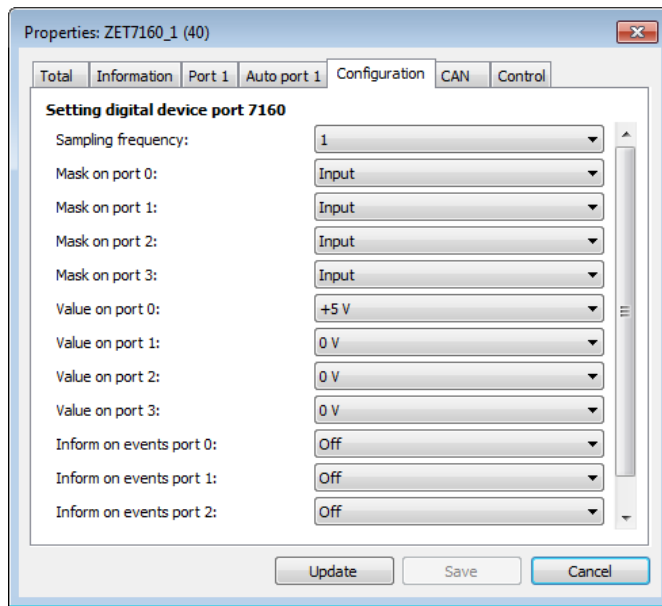 Properties: ZET7160_1 (40)
Total Information Port 1 Auto port 1 Configuration CAN Control
Setting digital device port 7160
Sampling frequency: 1
Mask on port 0: Input
Mask on port 1: Input
Mask on port 2: Input
Mask on port 3: Input
Value on port 0: +5 V
Value on port 1: 0 V
Value on port 2: 0 V
Value on port 3: 0 V
Inform on events port 0: Off
Inform on events port 1: Off
Inform on events port 2: Off
Update Save Cancel